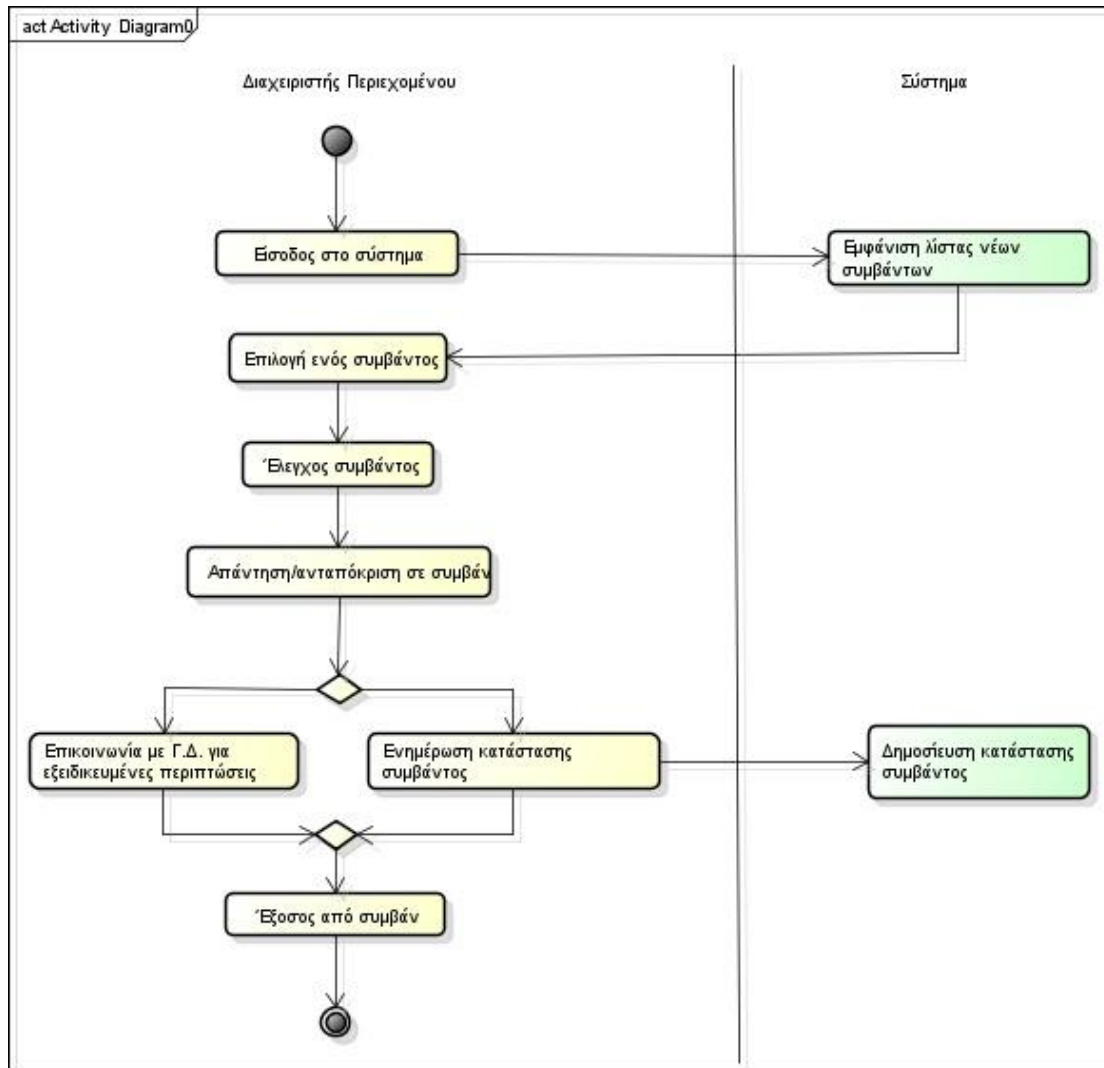 act Activity Diagram0
Διαχειριστής Περιεχομένου
Σύστημα
Είσοδος στο σύστημα
Εμφάνιση λίστας νέων
συμβάντων
Επιλογή ενός συμβάντος
Έλεγχος συμβάντος
Απάντηση/ανταπόκριση σε συμβάν
Επικοινωνία με Γ.Δ. για
εξειδικευμένες περιπτώσεις
Ενημέρωση κατάστασης
συμβάντος
Δημοσίευση κατάστασης
συμβάντος
Έξοσος από συμβάν